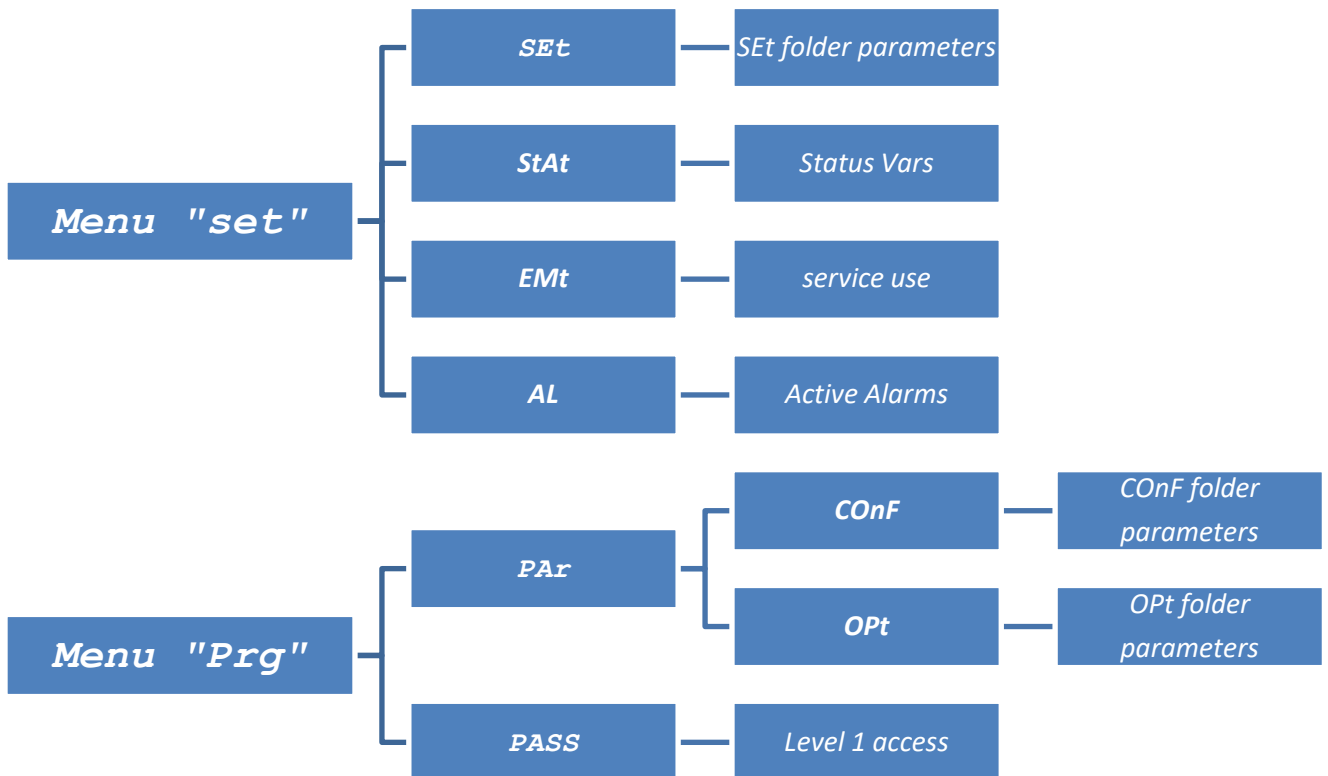 SEt
SEt folder parameters
StAt
Status Vars
Menu "set"
EMt
service use
AL
Active Alarms
COnF
COnF folder
parameters
PAr
OPt
OPt folder
parameters
Menu "Prg"
PASS
Level 1 access